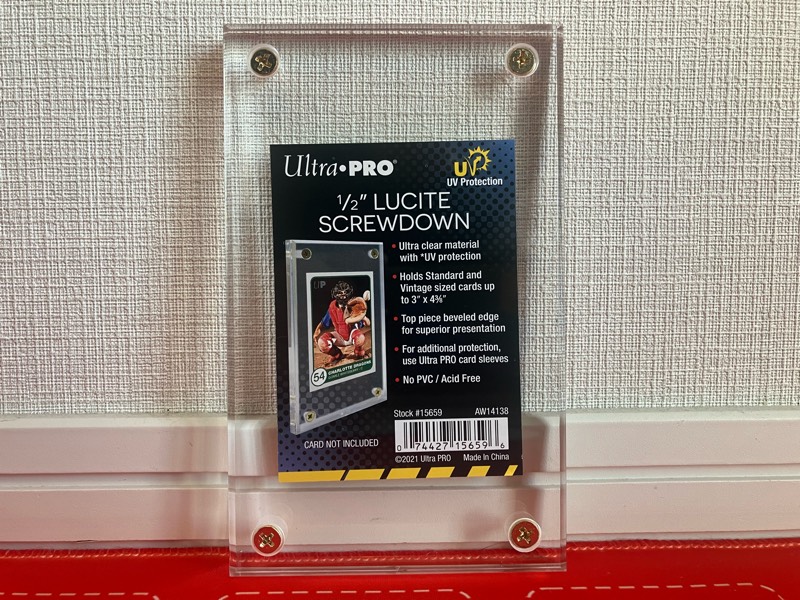 Ultra•PRO®
UV
UV Protection
1/2" LUCITE
SCREWDOWN
• Ultra clear material
with *UV protection
• Holds Standard and
Vintage sized cards up
to 3" x 4⅜"
• Top piece beveled edge
for superior presentation
• For additional protection,
use Ultra PRO card sleeves
• No PVC / Acid Free
UP
54
CHARLOTTE DRAGONS
CARD NOT INCLUDED
Stock #15659
AW14138
0 74427 15659 6
©2021 Ultra PRO
Made In China